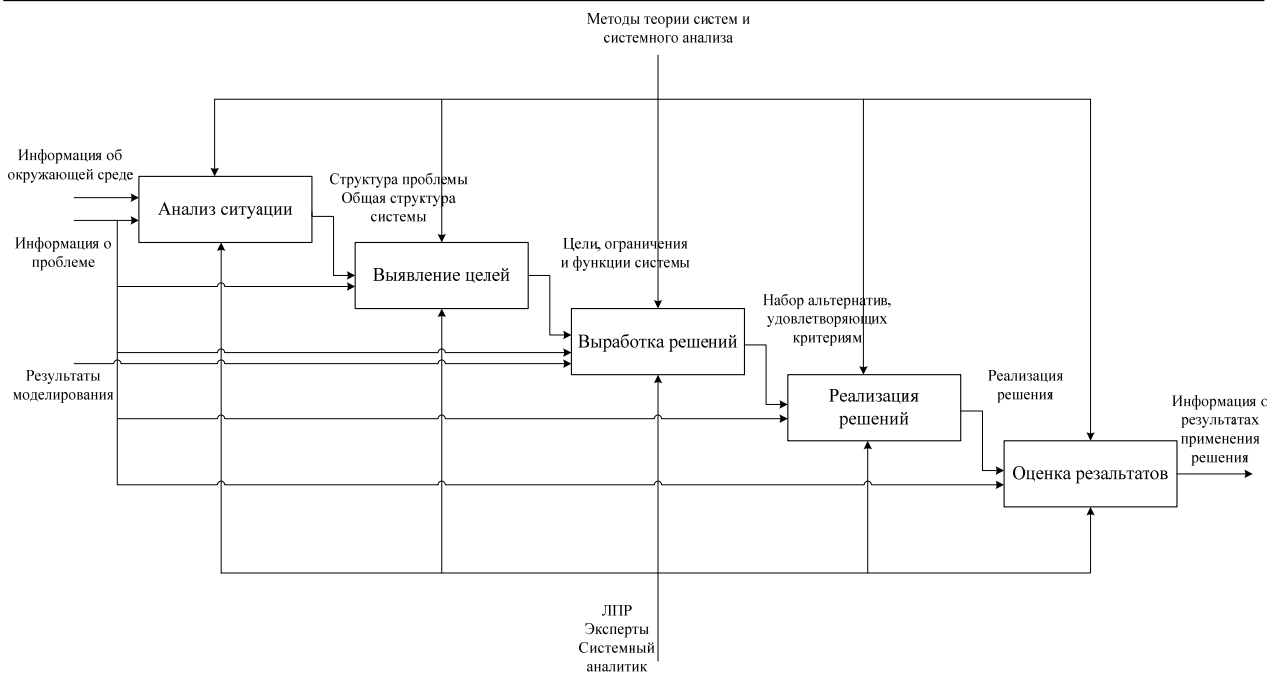 Методы теории систем и
системного анализа
Информация об
окружающей среде
Анализ ситуации
Структура проблемы
Общая структура
системы
Информация о
проблеме
Выявление целей
Цели, ограничения
и функции системы
Выработка решений
Набор альтернатив,
удовлетворяющих
критериям
Результаты
моделирования
Реализация
решений
Реализация
решения
Информация о
результатах
применения
решения
Оценка резальтатов
ЛПР
Эксперты
Системный
аналитик